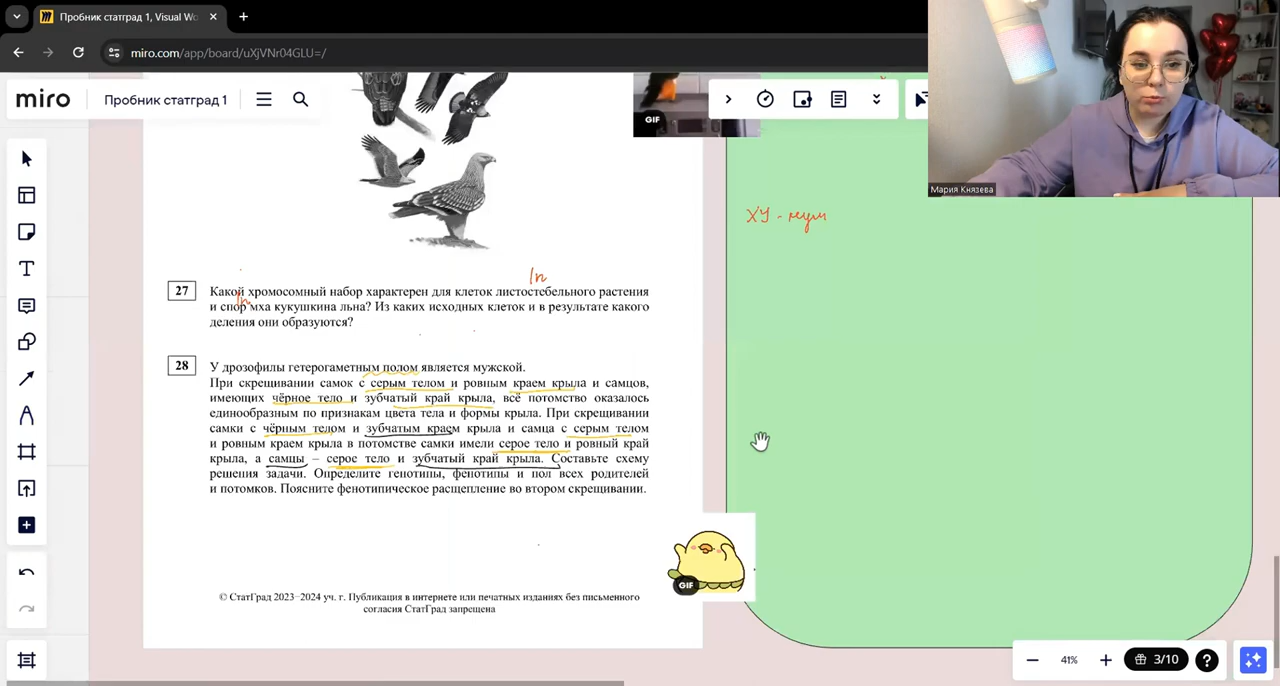 Пробник статград 1, Visual Wo
miro.com/app/board/uXjVNr04GLU=/
miro
Пробник статград 1
GIF
Мария Князева
XY - муж
1n
27
Какой хромосомный набор характерен для клеток листостебельного растения
1n
и спор мха кукушкина льна? Из каких исходных клеток и в результате какого
деления они образуются?
28
У дрозофилы гетерогаметным полом является мужской.
При скрещивании самок с серым телом и ровным краем крыла и самцов,
имеющих чёрное тело и зубчатый край крыла, всё потомство оказалось
единообразным по признакам цвета тела и формы крыла. При скрещивании
самки с чёрным телом и зубчатым краем крыла и самца с серым телом
и ровным краем крыла в потомстве самки имели серое тело и ровный край
крыла, а самцы – серое тело и зубчатый край крыла. Составьте схему
решения задачи. Определите генотипы, фенотипы и пол всех родителей
и потомков. Поясните фенотипическое расщепление во втором скрещивании.
GIF
© СтатГрад 2023−2024 уч. г. Публикация в интернете или печатных изданиях без письменного
согласия СтатГрад запрещена
41%
3/10